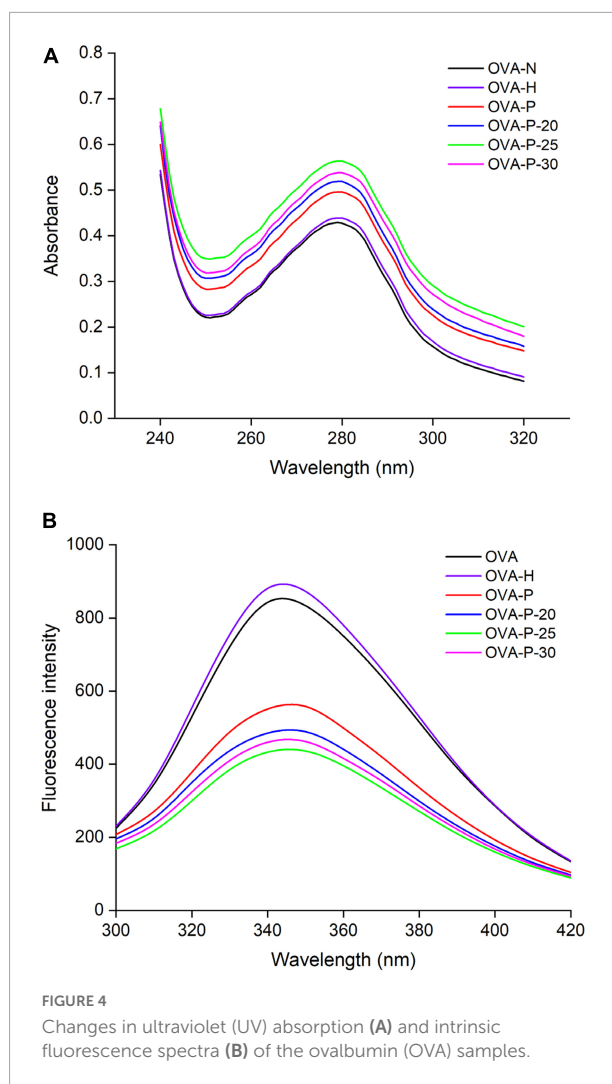 A
0.8
0.7
0.6
0.5
0.4
0.3
0.2
0.1
0.0
Absorbance
240
260
280
300
320
Wavelength (nm)
OVA-N
OVA-H
OVA-P
OVA-P-20
OVA-P-25
OVA-P-30
B
1000
800
600
400
200
0
Fluorescence intensity
300
320
340
360
380
400
420
Wavelength (nm)
OVA
OVA-H
OVA-P
OVA-P-20
OVA-P-25
OVA-P-30
FIGURE 4
Changes in ultraviolet (UV) absorption (A) and intrinsic
fluorescence spectra (B) of the ovalbumin (OVA) samples.